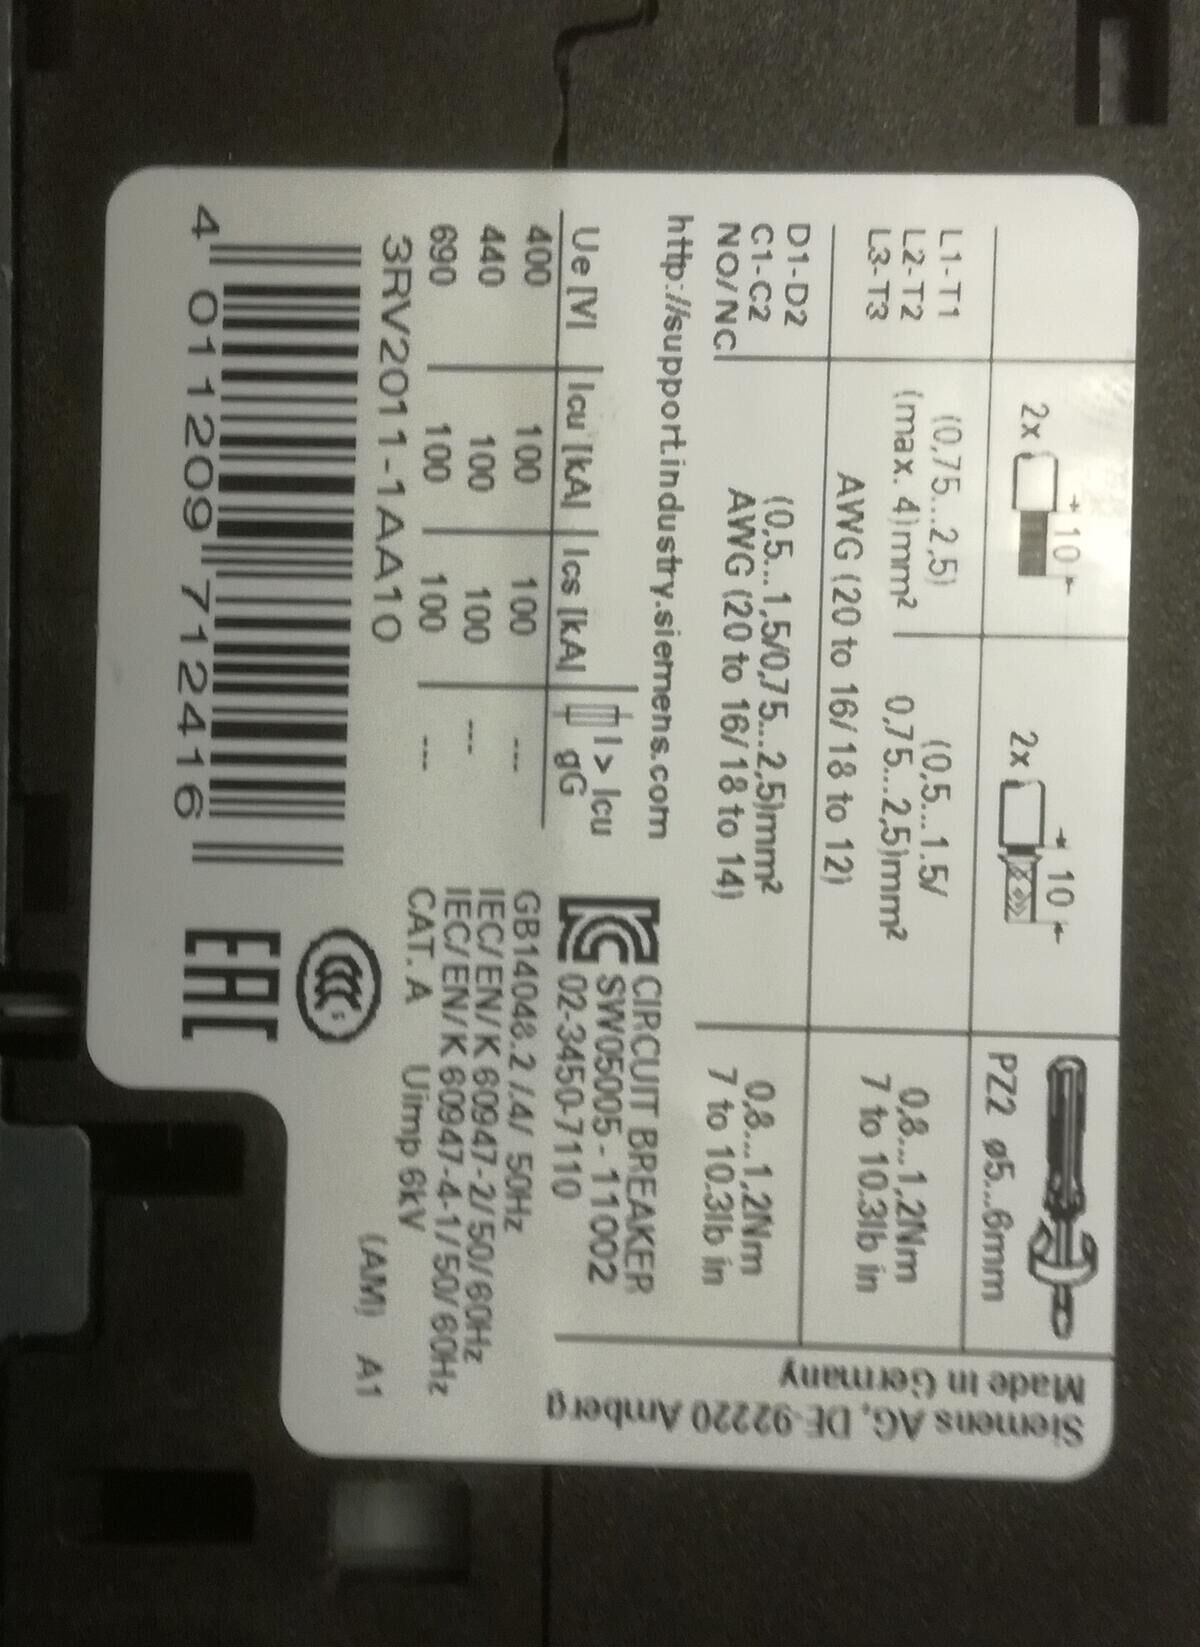 2x 10
2x 10
PZ2 ø5...6mm
L1-T1
L2-T2
L3-T3
(0,75...2,5)
(max. 4)mm²
(0,5...1.5/
0,75...2,5)mm²
AWG (20 to 16/18 to 12)
0,8...1,2Nm
7 to 10.3lb in
D1-D2
C1-C2
NO/NC
(0,5...1,5/0,75...2,5)mm²
AWG (20 to 16/18 to 14)
0,8...1,2Nm
7 to 10.3lb in
Siemens AG, DE-92220 Amberg
Made in Germany
http://support.industry.siemens.com
Ue [V] Icu [kA] Ics [kA] I > Icu
gG
400 100 100 ---
440 100 100 ---
690 100 100 ---
3RV2011-1AA10
4 011209 712416
CIRCUIT BREAKER
SW05005-11002
02-3450-7110
GB14048.2 /.4/ 50Hz
IEC/EN/K 60947-2/50/60Hz
IEC/EN/K 60947-4-1/50/60Hz
CAT. A Uimp 6kV
(AM) A1
CCC
EAC